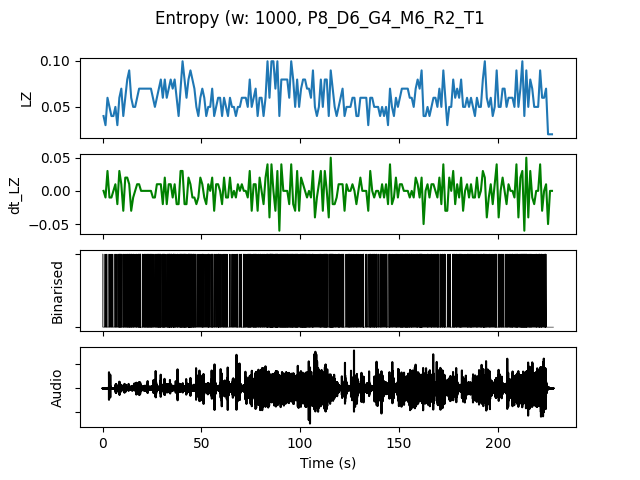 Entropy (w: 1000, P8_D6_G4_M6_R2_T1
0.10
0.05
LZ
0.05
0.00
−0.05
dt_LZ
Binarised
Audio
0 50 100 150 200
Time (s)